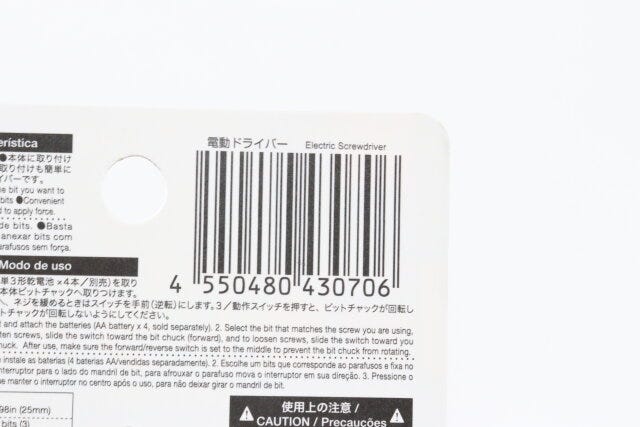 電動ドライバー Electric Screwdriver
4 550480 430706
erística
●本体に取り付け
取り付けも簡単に
イバーです。
e bit you want to
bits ●Convenient
d to apply force.
de bits. ●Basta
anexar bits com
parafusos sem força.
Modo de uso
単3形乾電池×4本/別売)を取り
本体ビットチャックへ取りつけます。
、ネジを緩めるときはスイッチを手前(逆転)にします。3/動作スイッチを押すと、ビットチャックが回転し
トチャックが回転しないようにしてください。
t and attach the batteries (AA battery x 4, sold separately). 2. Select the bit that matches the screw you are using,
ten screws, slide the switch toward the bit chuck (forward), and to loosen screws, slide the switch toward you
huck. After use, make sure the forward/reverse switch is set to the middle to prevent the bit chuck from rotating.
e instale as baterias (4 baterias AA/vendidas separadamente). 2. Escolhe um bits que corresponde ao parafuso e fixa no
interruptor para o lado do mandril de bit, para afrouxar o parafuso mova o interruptor em sua direção. 3. Pressione o
e manter o interruptor no centro após o uso, para não deixar girar o mandril de bit.
98in (25mm)
bits (3)
使用上の注意 /
CAUTION / Precauções